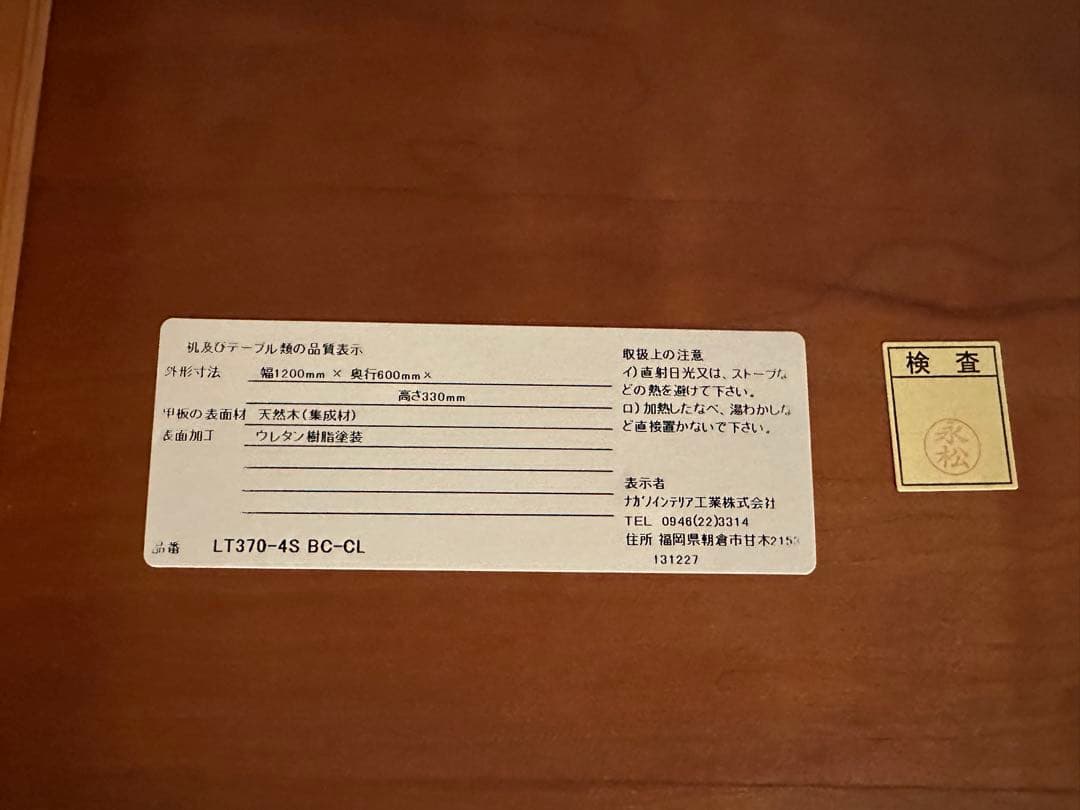 机及びテーブル類の品質表示
外形寸法 幅1200mm × 奥行600mm×
高さ330mm
甲板の表面材 天然木(集成材)
表面加工 ウレタン樹脂塗装
品番 LT370-4S BC-CL
取扱上の注意
イ)直射日光又は、ストーブな
どの熱を避けて下さい。
ロ)加熱したなべ、湯わかしな
ど直接置かないで下さい。
表示者
ナガノインテリア工業株式会社
TEL 0946(22)3314
住所 福岡県朝倉市甘木2153
131227
検査
永松